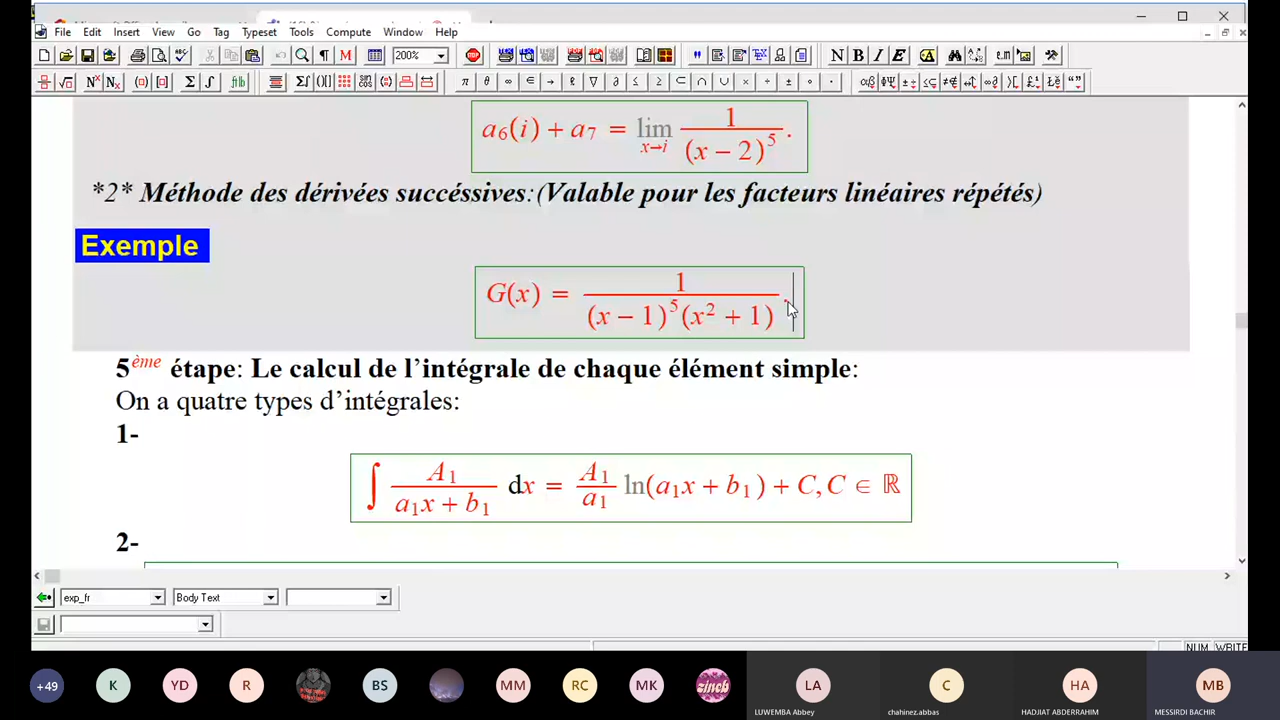 File Edit Insert View Go Tag Typeset Tools Compute Window Help
200%
a₆(i) + a₇ = lim x→i 1/(x − 2)⁵.
*2* Méthode des dérivées succéssives:(Valable pour les facteurs linéaires répétés)
Exemple
G(x) = 1/((x − 1)⁵(x² + 1)).
5ème étape: Le calcul de l'intégrale de chaque élément simple:
On a quatre types d'intégrales:
1-
∫ A₁/(a₁x + b₁) dx = A₁/a₁ ln(a₁x + b₁) + C, C ∈ ℝ
2-
exp_fr Body Text
NUM WRITE
+49 K YD R BS MM RC MK zineb LA C HA MB
LUWEMBA Abbey chahinez.abbas HADJIAT ABDERRAHIM MESSIRDI BACHIR